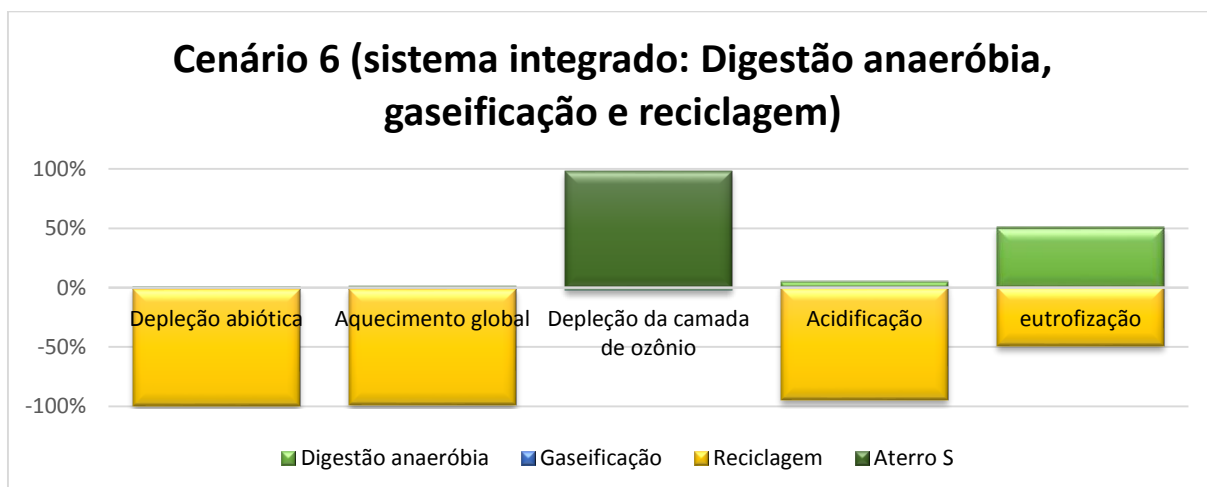 Cenário 6 (sistema integrado: Digestão anaeróbia,
gaseificação e reciclagem)
100%
50%
0%
-50%
-100%
Depleção abiótica
Aquecimento global
Depleção da camada
de ozônio
Acidificação
eutrofização
Digestão anaeróbia
Gaseificação
Reciclagem
Aterro S